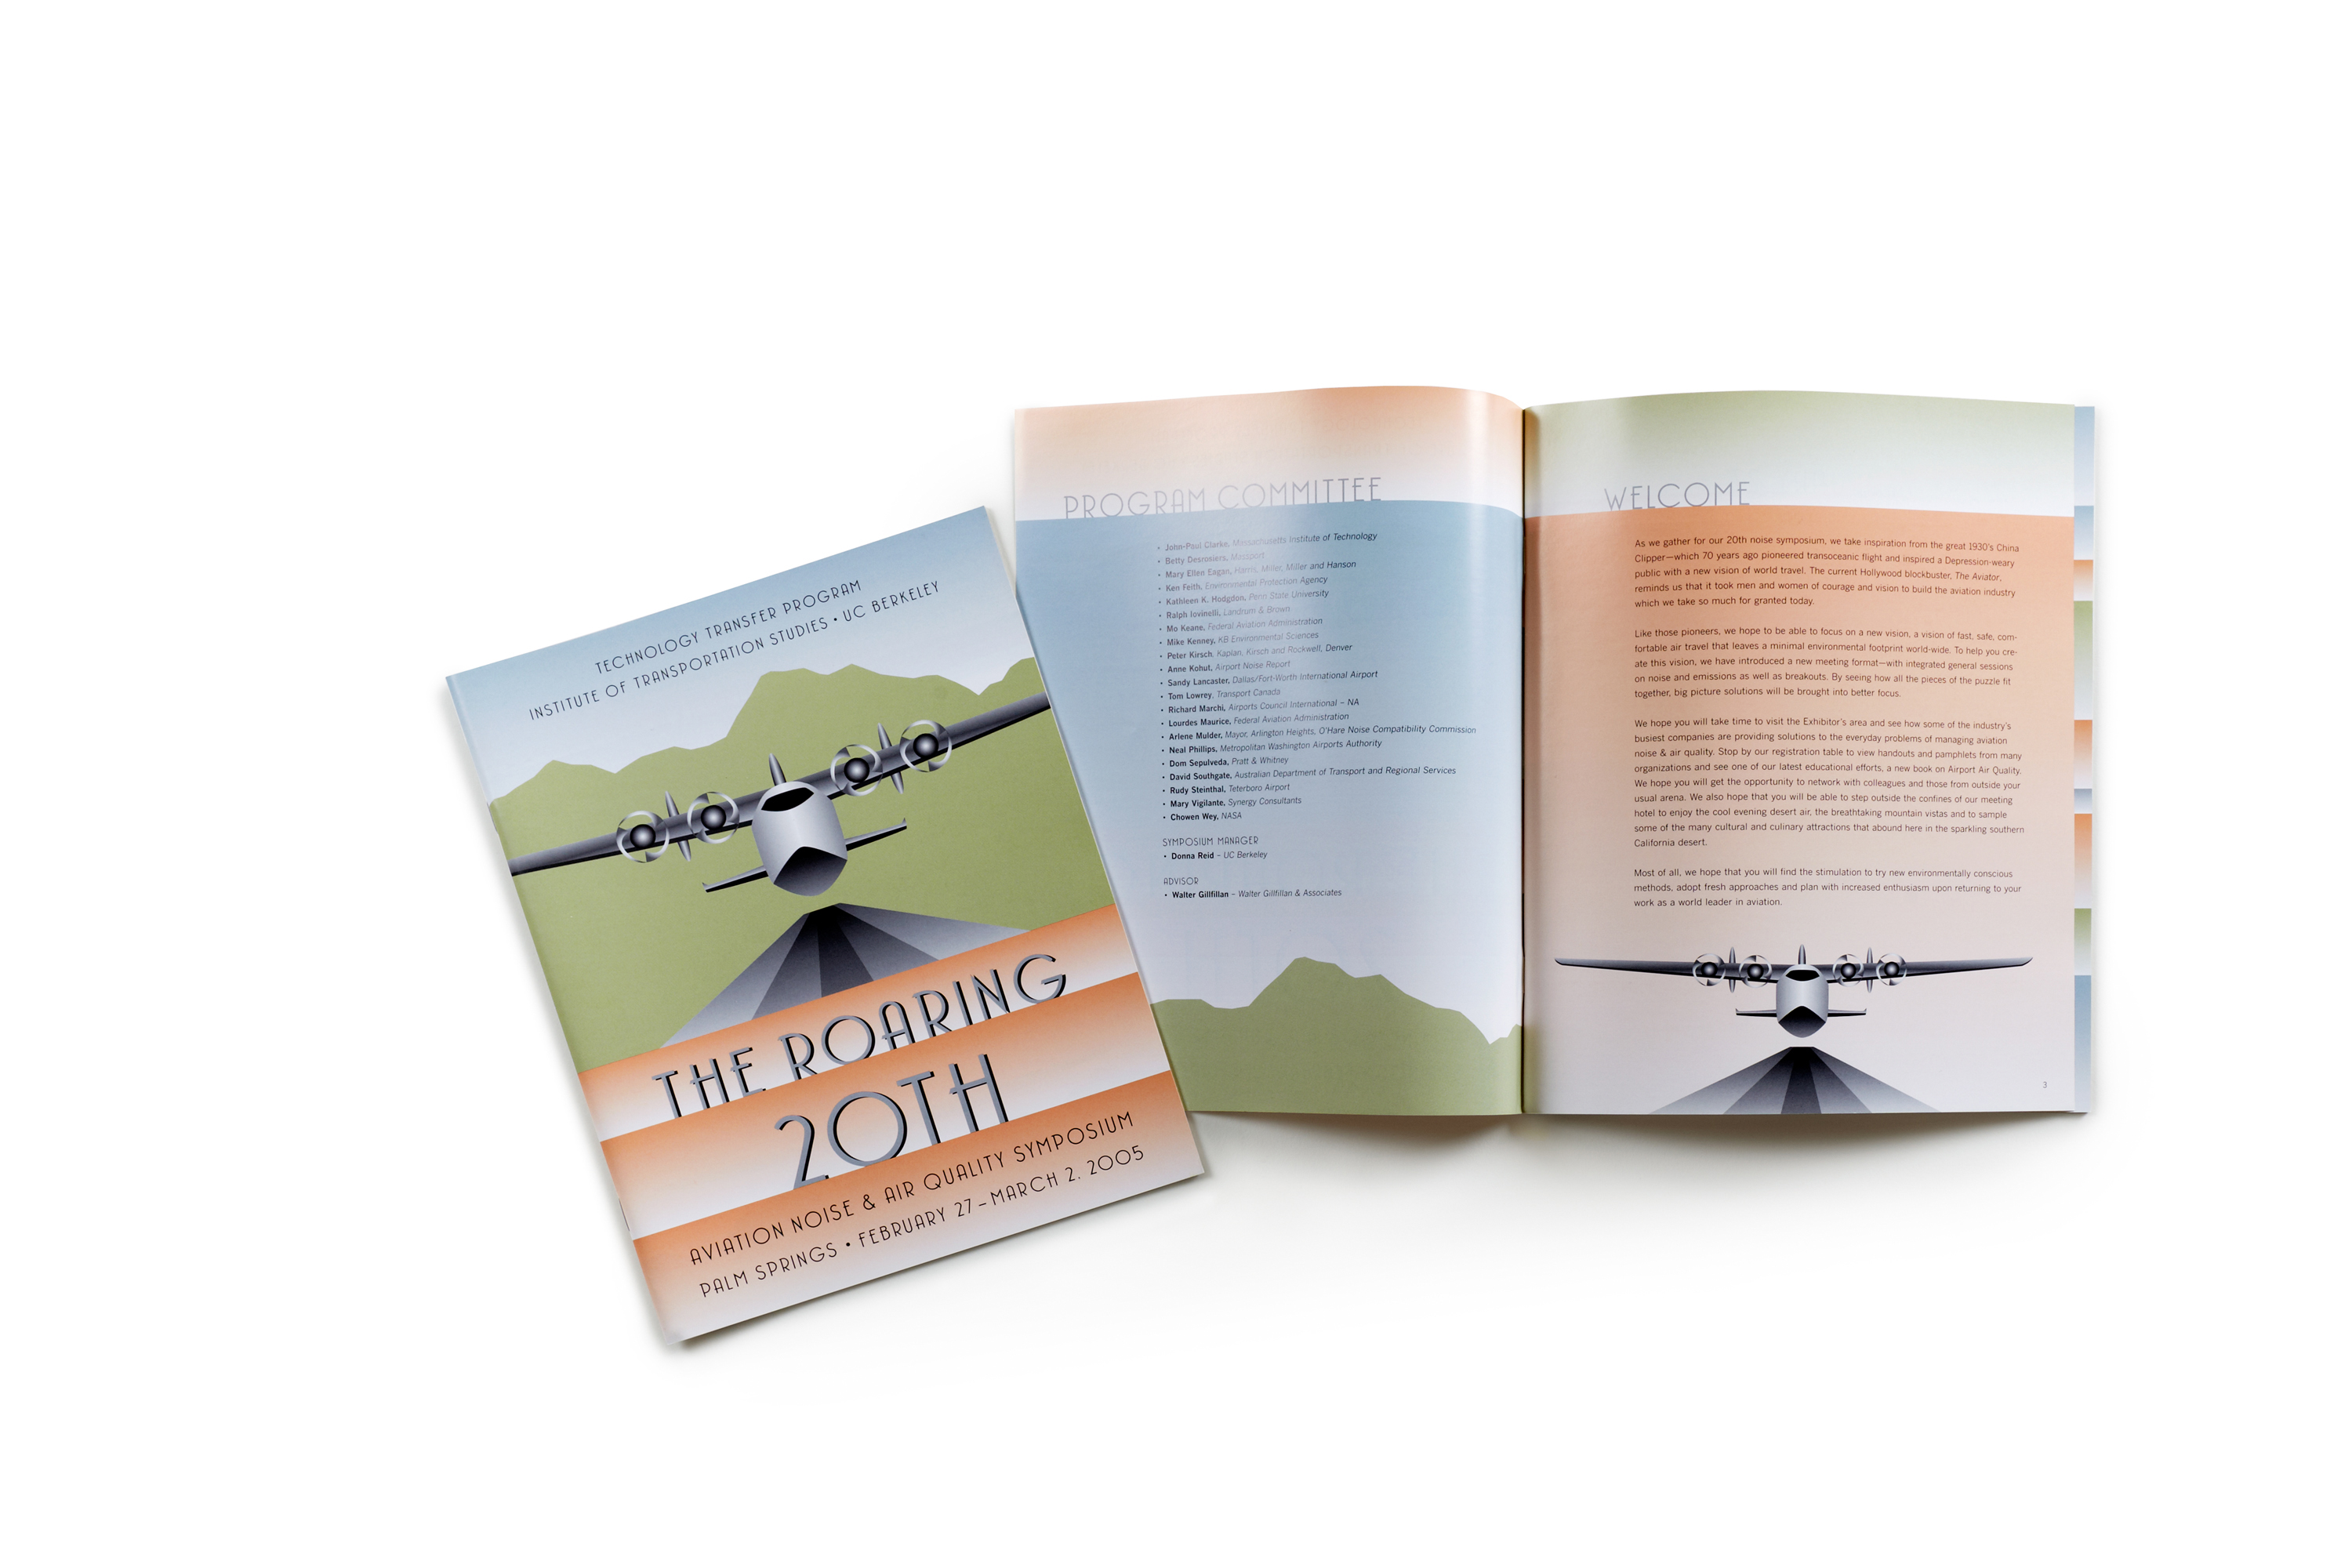 TECHNOLOGY TRANSFER PROGRAM
INSTITUTE OF TRANSPORTATION STUDIES • UC BERKELEY
THE ROARING
20TH
AVIATION NOISE & AIR QUALITY SYMPOSIUM
PALM SPRINGS • FEBRUARY 27 – MARCH 2, 2005
PROGRAM COMMITTEE
• John-Paul Clarke, Massachusetts Institute of Technology
• Betty Desrosiers, Massport
• Mary Ellen Eagan, Harris, Miller, Miller and Hanson
• Ken Feith, Environmental Protection Agency
• Kathleen K. Hodgdon, Penn State University
• Ralph Iovinelli, Landrum & Brown
• Mo Keane, Federal Aviation Administration
• Mike Kenney, KB Environmental Sciences
• Peter Kirsch, Kaplan, Kirsch and Rockwell, Denver
• Anne Kohut, Airport Noise Report
• Sandy Lancaster, Dallas/Fort-Worth International Airport
• Tom Lowrey, Transport Canada
• Richard Marchi, Airports Council International – NA
• Lourdes Maurice, Federal Aviation Administration
• Arlene Mulder, Mayor, Arlington Heights, O'Hare Noise Compatibility Commission
• Neal Phillips, Metropolitan Washington Airports Authority
• Dom Sepulveda, Pratt & Whitney
• David Southgate, Australian Department of Transport and Regional Services
• Rudy Steinthal, Teterboro Airport
• Mary Vigilante, Synergy Consultants
• Chowen Wey, NASA
SYMPOSIUM MANAGER
• Donna Reid – UC Berkeley
ADVISOR
• Walter Gillfillan – Walter Gillfillan & Associates
WELCOME
As we gather for our 20th noise symposium, we take inspiration from the great 1930's China
Clipper—which 70 years ago pioneered transoceanic flight and inspired a Depression-weary
public with a new vision of world travel. The current Hollywood blockbuster, The Aviator,
reminds us that it took men and women of courage and vision to build the aviation industry
which we take so much for granted today.
Like those pioneers, we hope to be able to focus on a new vision, a vision of fast, safe, com-
fortable air travel that leaves a minimal environmental footprint world-wide. To help you cre-
ate this vision, we have introduced a new meeting format—with integrated general sessions
on noise and emissions as well as breakouts. By seeing how all the pieces of the puzzle fit
together, big picture solutions will be brought into better focus.
We hope you will take time to visit the Exhibitor's area and see how some of the industry's
busiest companies are providing solutions to the everyday problems of managing aviation
noise & air quality. Stop by our registration table to view handouts and pamphlets from many
organizations and see one of our latest educational efforts, a new book on Airport Air Quality.
We hope you will get the opportunity to network with colleagues and those from outside your
usual arena. We also hope that you will be able to step outside the confines of our meeting
hotel to enjoy the cool evening desert air, the breathtaking mountain vistas and to sample
some of the many cultural and culinary attractions that abound here in the sparkling southern
California desert.
Most of all, we hope that you will find the stimulation to try new environmentally conscious
methods, adopt fresh approaches and plan with increased enthusiasm upon returning to your
work as a world leader in aviation.
3